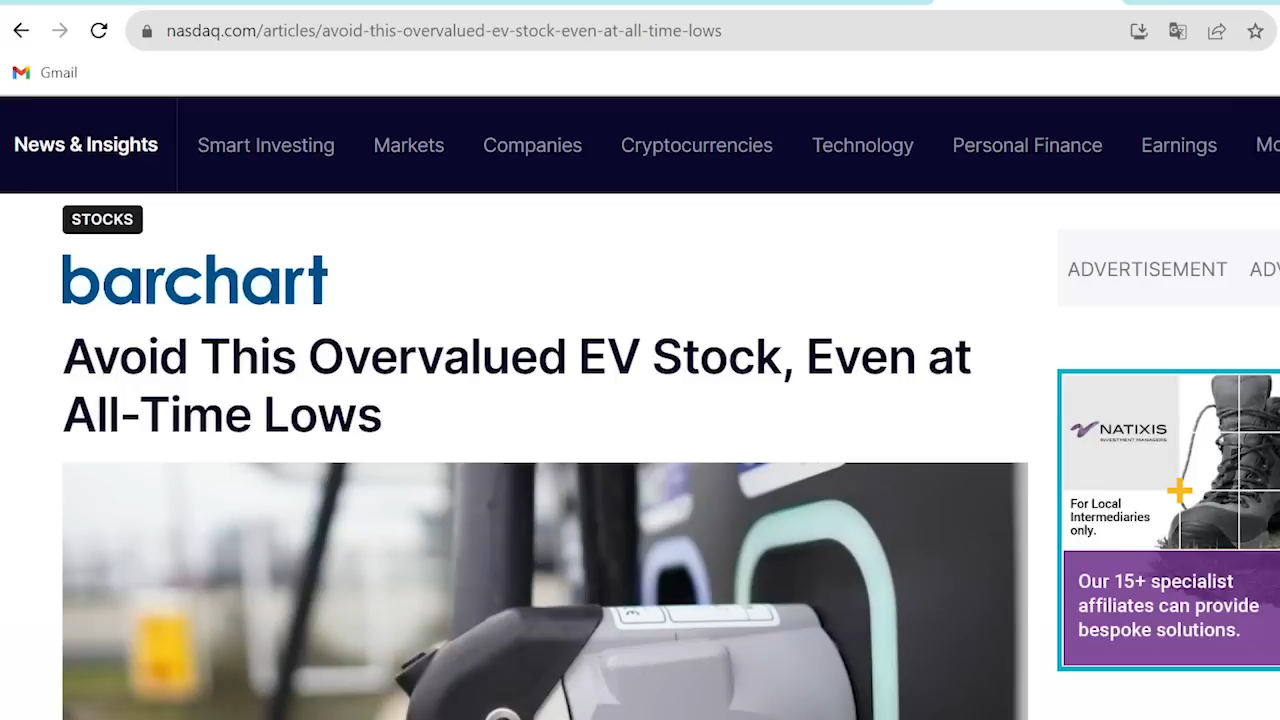 nasdaq.com/articles/avoid-this-overvalued-ev-stock-even-at-all-time-lows
Gmail
News & Insights Smart Investing Markets Companies Cryptocurrencies Technology Personal Finance Earnings Mo
STOCKS
barchart
Avoid This Overvalued EV Stock, Even at
All-Time Lows
ADVERTISEMENT ADV
NATIXIS
INVESTMENT MANAGERS
For Local
Intermediaries
only.
Our 15+ specialist
affiliates can provide
bespoke solutions.